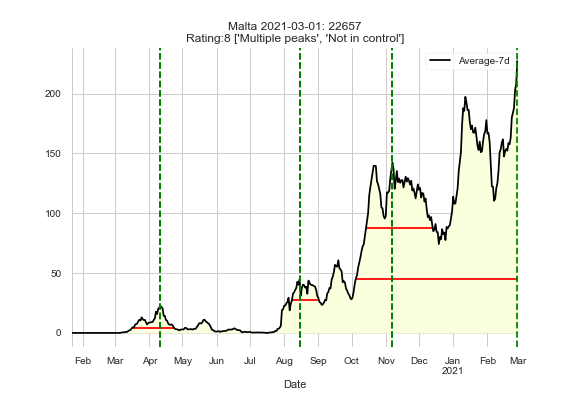 Malta 2021-03-01: 22657
Rating:8 ['Multiple peaks', 'Not in control']
Average-7d
200
150
100
50
0
Feb Mar Apr May Jun Jul Aug Sep Oct Nov Dec Jan Feb Mar
2021
Date